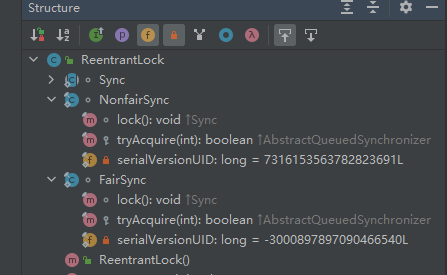 Structure
ReentrantLock
Sync
NonfairSync
lock(): void ↑Sync
tryAcquire(int): boolean ↑AbstractQueuedSynchronizer
serialVersionUID: long = 7316153563782823691L
FairSync
lock(): void ↑Sync
tryAcquire(int): boolean ↑AbstractQueuedSynchronizer
serialVersionUID: long = -3000897897090466540L
ReentrantLock()